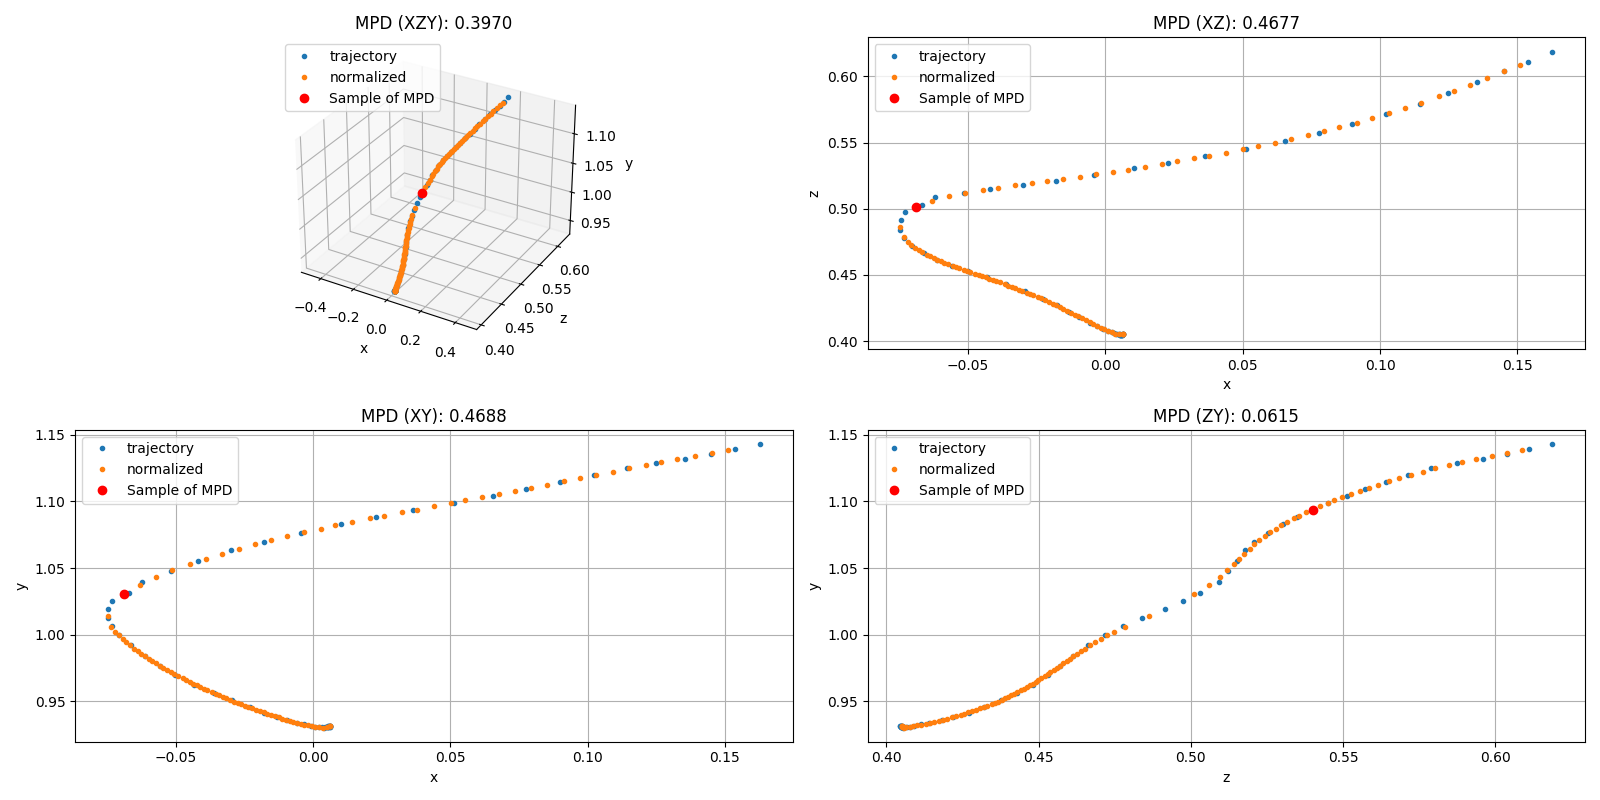 MPD (XZY): 0.3970
trajectory
normalized
Sample of MPD
1.10
1.05
1.00
0.95
y
0.60
0.55
0.50
0.45
0.40
z
−0.4
−0.2
0.0
0.2
0.4
x
MPD (XZ): 0.4677
trajectory
normalized
Sample of MPD
0.60
0.55
0.50
0.45
0.40
z
−0.05 0.00 0.05 0.10 0.15
x
MPD (XY): 0.4688
trajectory
normalized
Sample of MPD
1.15
1.10
1.05
1.00
0.95
y
−0.05 0.00 0.05 0.10 0.15
x
MPD (ZY): 0.0615
trajectory
normalized
Sample of MPD
1.15
1.10
1.05
1.00
0.95
y
0.40 0.45 0.50 0.55 0.60
z